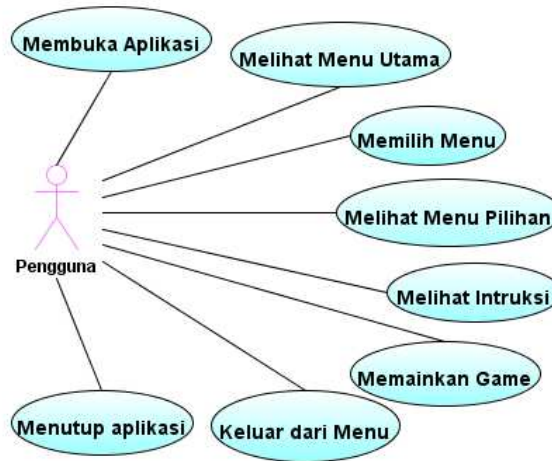 Membuka Aplikasi
Melihat Menu Utama
Memilih Menu
Melihat Menu Pilihan
Pengguna
Melihat Intruksi
Memainkan Game
Menutup aplikasi
Keluar dari Menu